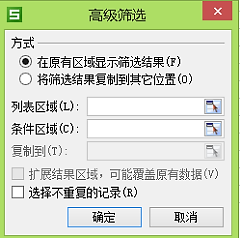 高级筛选
方式
在原有区域显示筛选结果(F)
将筛选结果复制到其它位置(O)
列表区域(L):
条件区域(C):
复制到(T):
扩展结果区域，可能覆盖原有数据(V)
选择不重复的记录(R)
确定 取消